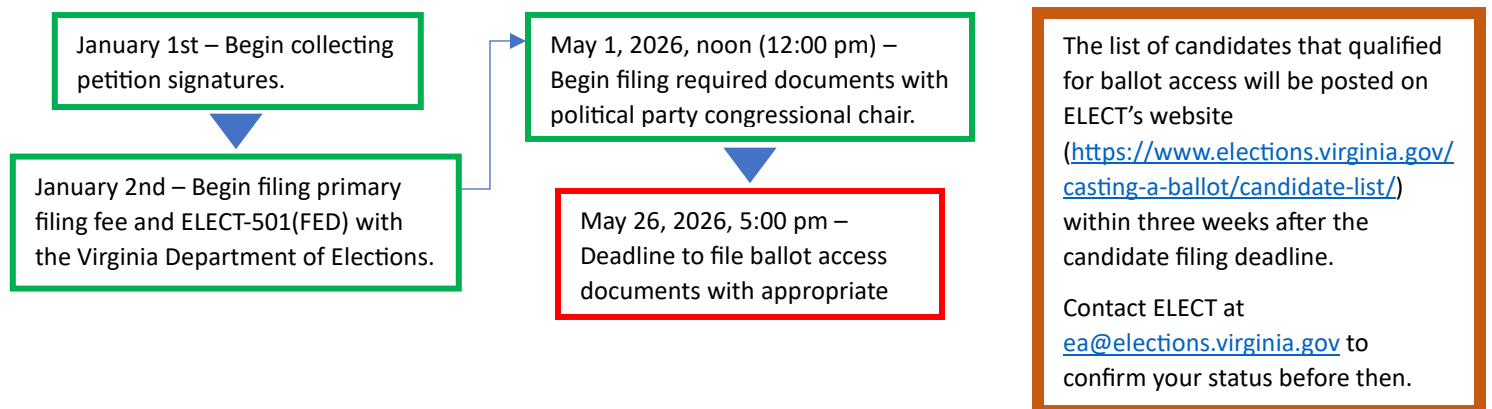 January 1st – Begin collecting
petition signatures.
January 2nd – Begin filing primary
filing fee and ELECT-501(FED) with
the Virginia Department of Elections.
May 1, 2026, noon (12:00 pm) –
Begin filing required documents with
political party congressional chair.
May 26, 2026, 5:00 pm –
Deadline to file ballot access
documents with appropriate
The list of candidates that qualified
for ballot access will be posted on
ELECT’s website
(https://www.elections.virginia.gov/
casting-a-ballot/candidate-list/)
within three weeks after the
candidate filing deadline.
Contact ELECT at
ea@elections.virginia.gov to
confirm your status before then.